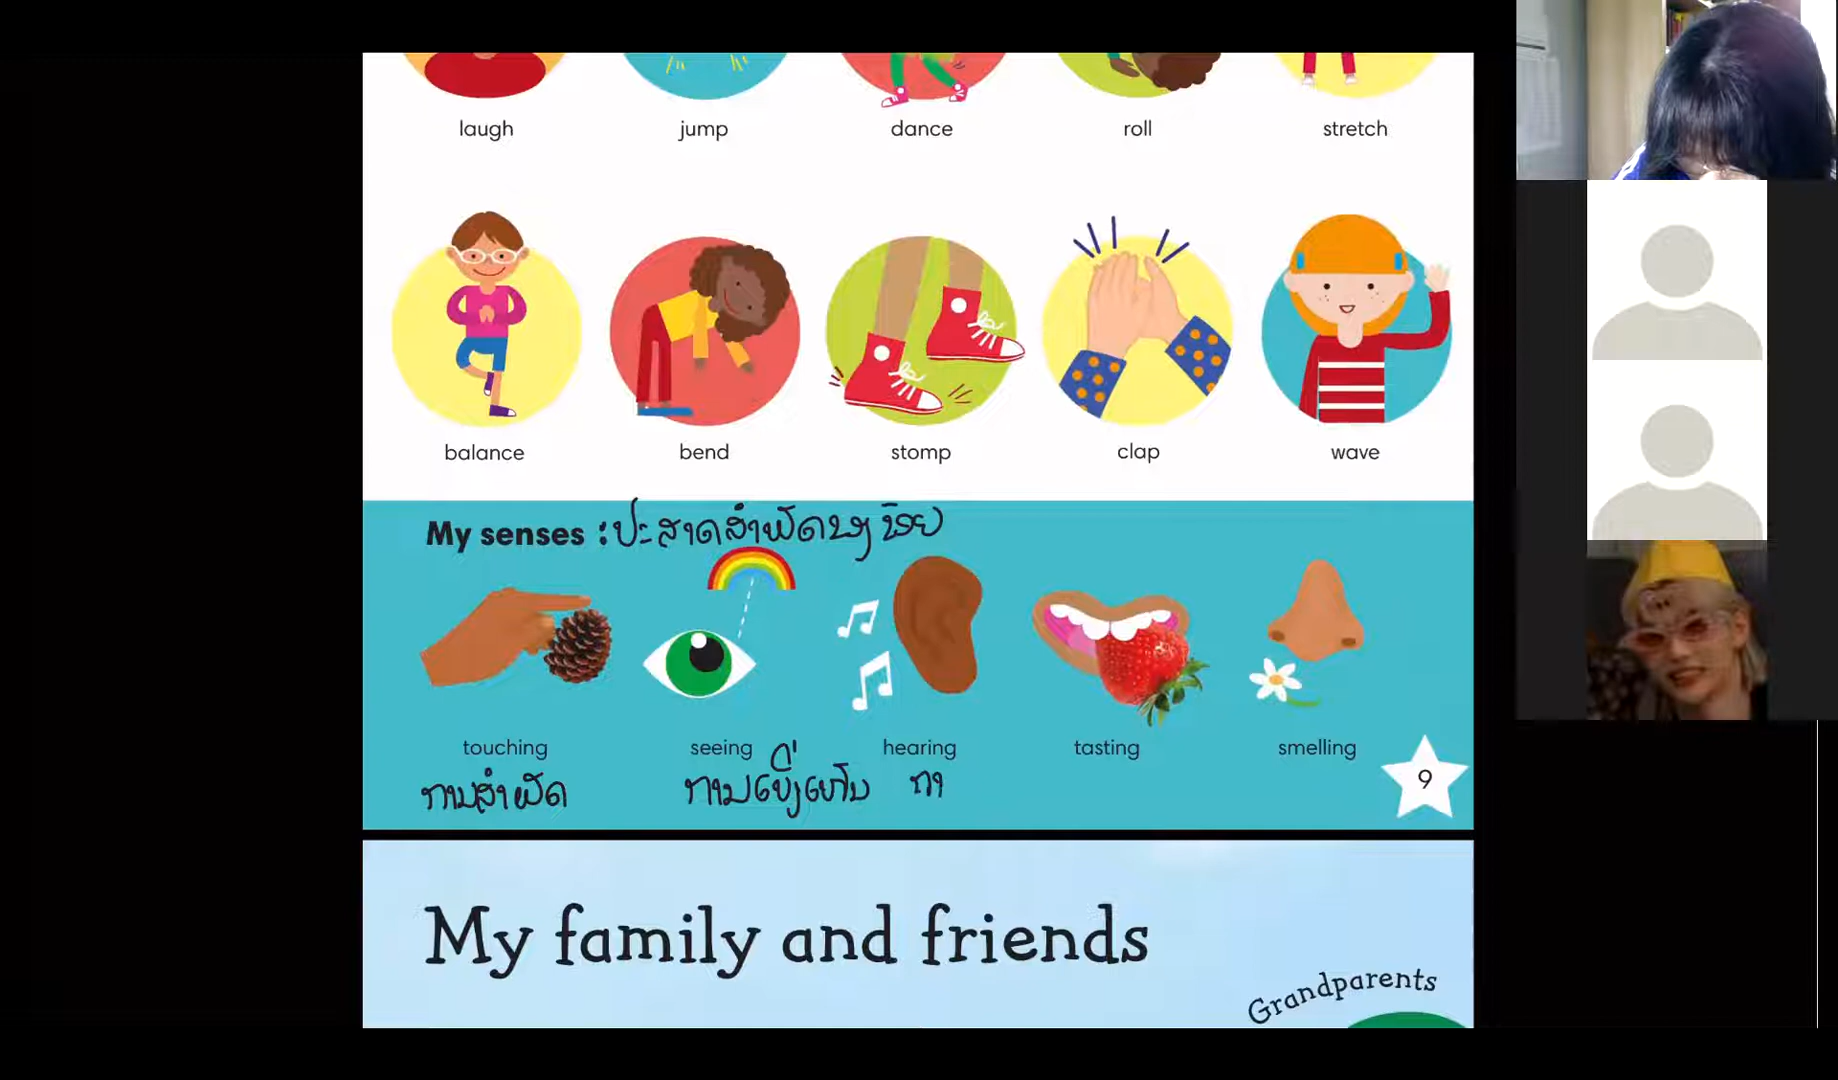 laugh jump dance roll stretch
balance bend stomp clap wave
My senses : ປະສາດສຳພັດຂອງຂ້ອຍ
touching seeing hearing tasting smelling
ການສຳພັດ ການເບິ່ງເຫັນ ກາ
9
My family and friends
Grandparents